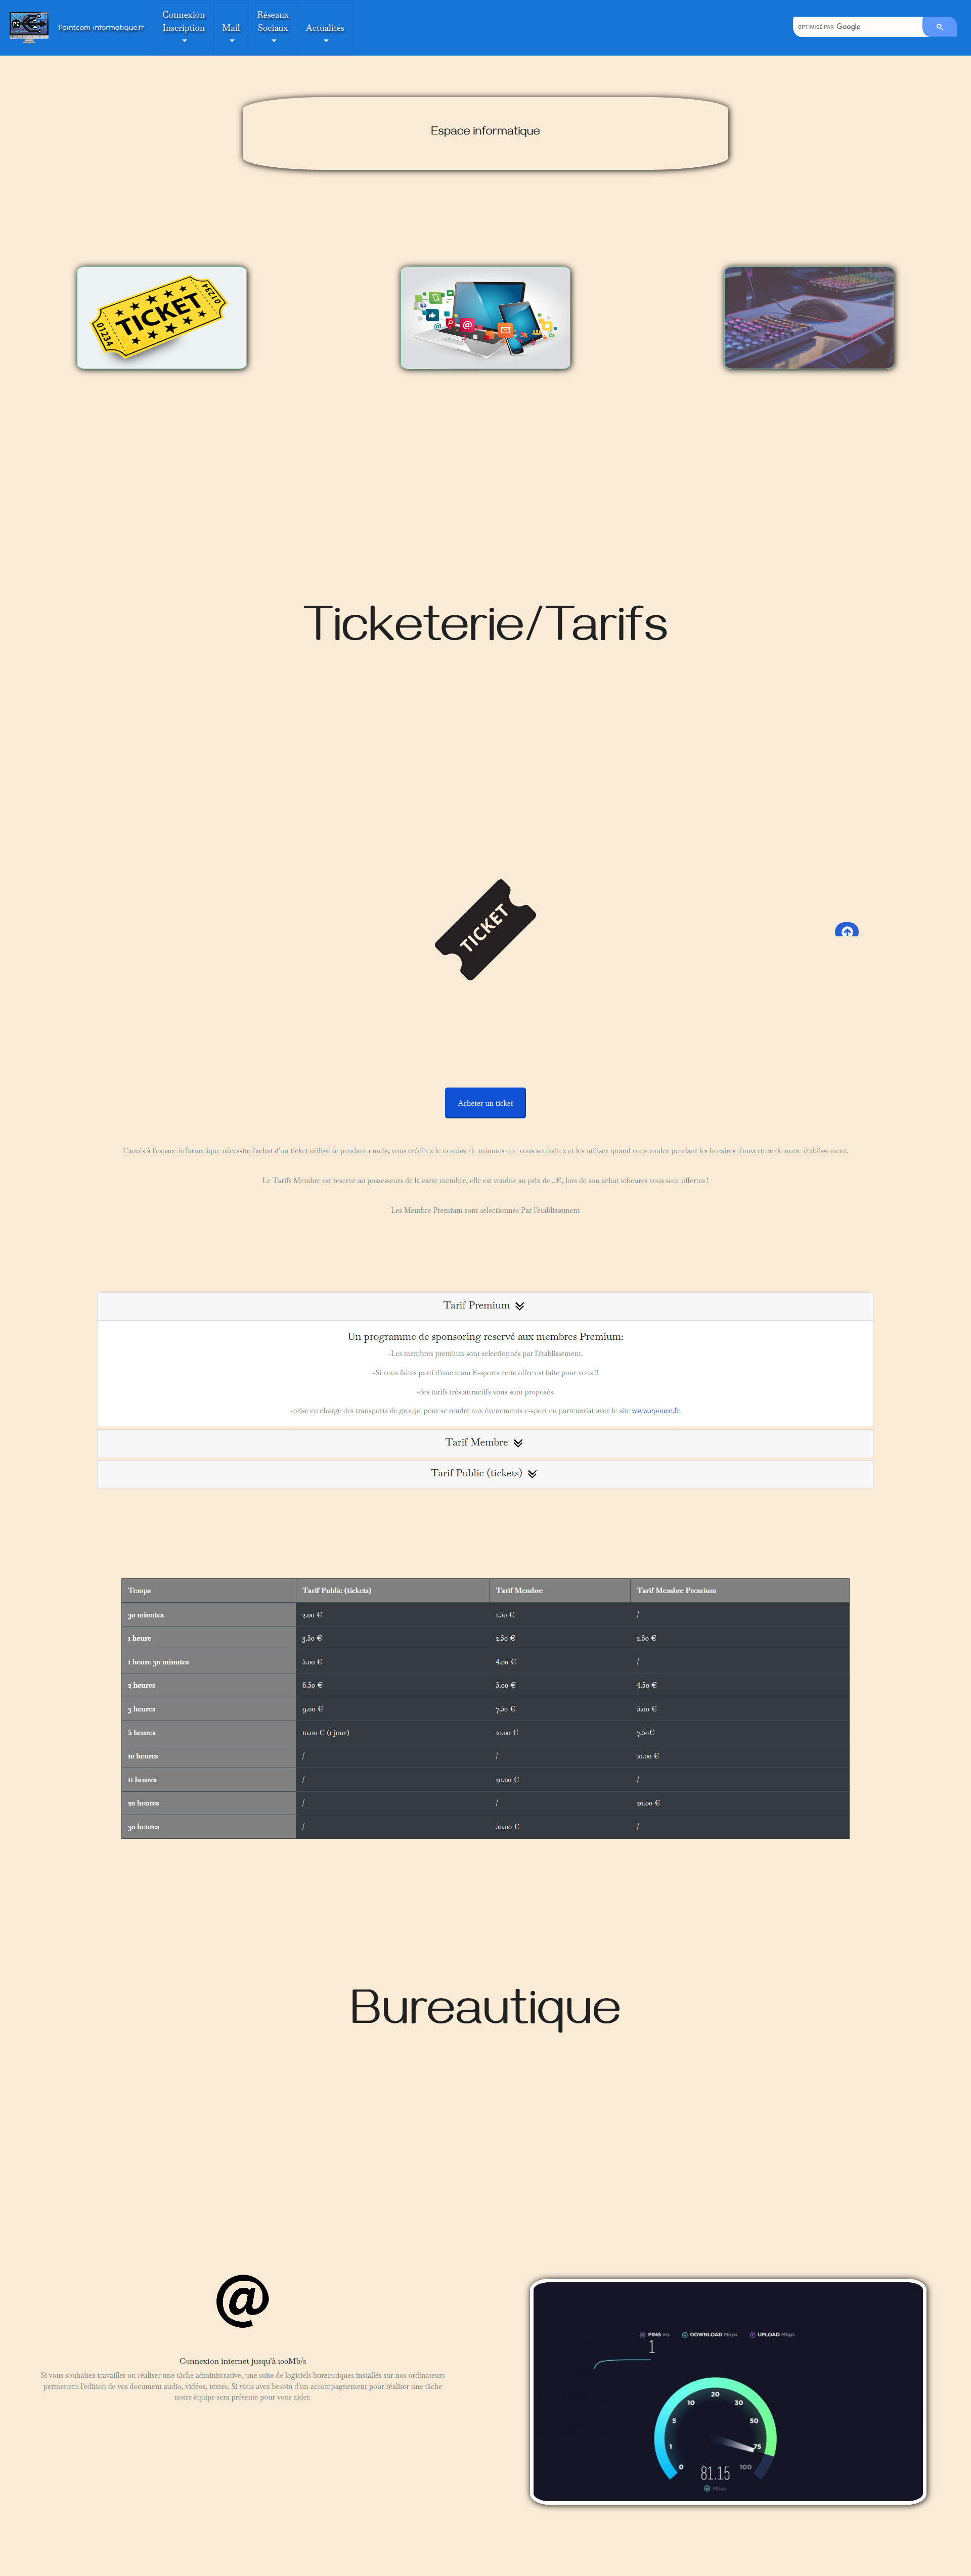 Pointcom-informatique.fr
Connexion
Inscription
Mail
Réseaux
Sociaux
Actualités
OPTIMISÉ PAR Google
Espace informatique
01234 TICKET 01234
Ticketerie/Tarifs
TICKET
Acheter un ticket
L'accès à l'espace informatique nécessite l'achat d'un ticket utilisable pendant 1 mois, vous créditez le nombre de minutes que vous souhaitez et les utilisez quand vous voulez pendant les horaires d'ouverture de notre établissement.
Le Tarifs Membre est reservé au possesseurs de la carte membre, elle est vendue au prix de ..€, lors de son achat 10heures vous sont offertes !
Les Membre Premium sont selectionnés Par l'établissement
Tarif Premium
Un programme de sponsoring reservé aux membres Premium:
-Les membres premium sont selectionnés par l'établissement.
-Si vous faites parti d'une team E-sports cette offre est faite pour vous !!
-des tarifs très attractifs vous sont proposés.
-prise en charge des transports de groupe pour se rendre aux évenements e-sport en partenariat avec le site www.epouce.fr.
Tarif Membre
Tarif Public (tickets)
Temps Tarif Public (tickets) Tarif Membre Tarif Membre Premium
30 minutes 2.00 € 1.50 € /
1 heure 3.50 € 2.50 € 2.50 €
1 heure 30 minutes 5.00 € 4.00 € /
2 heures 6.50 € 5.00 € 4.50 €
3 heures 9.00 € 7.50 € 5.00 €
5 heures 10.00 € (1 jour) 10.00 € 7.50€
10 heures / / 10.00 €
11 heures / 20.00 € /
20 heures / / 20.00 €
30 heures / 50.00 € /
Bureautique
@
Connexion internet jusqu'à 100Mb/s
Si vous souhaitez travailler ou réaliser une tâche administrative, une suite de logiciels bureautiques installés sur nos ordinateurs
permettent l'edition de vos document audio, vidéos, textes. Si vous avez besoin d'un accompagnement pour réaliser une tâche
notre équipe sera présente pour vous aider.
PING ms DOWNLOAD Mbps UPLOAD Mbps
1
20
10 30
5 50
1 75
0 100
81.15
Mbps